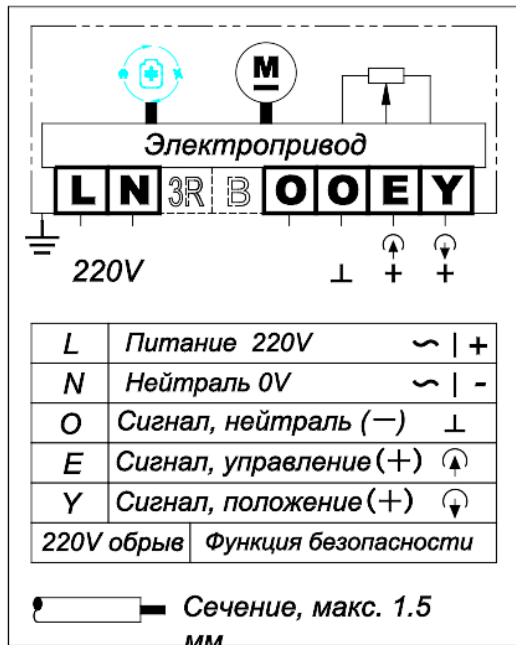 M
Электропривод
L N 3R B O O E Y
220V ⊥ + +
L Питание 220V ~ | +
N Нейтраль 0V ~ | -
O Сигнал, нейтраль (—) ⊥
E Сигнал, управление(+)
Y Сигнал, положение(+)
220V обрыв Функция безопасности
Сечение, макс. 1.5
мм